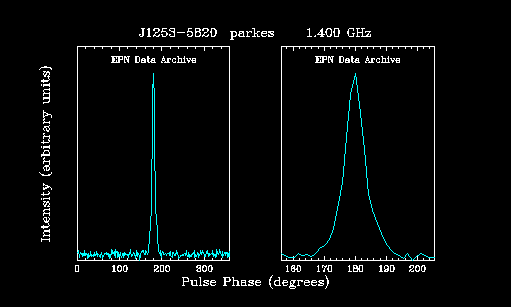 J1253-5820 parkes 1.400 GHz
EPN Data Archive EPN Data Archive
Intensity (arbitrary units)
0 100 200 300 160 170 180 190 200
Pulse Phase (degrees)